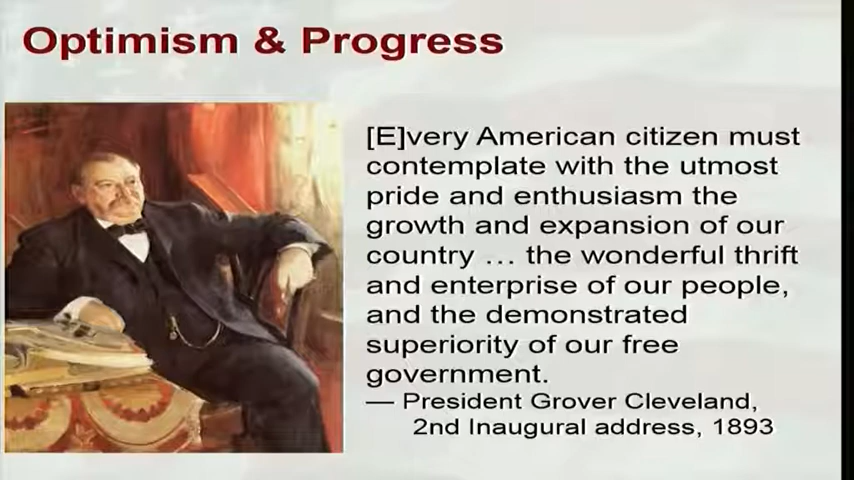 Optimism & Progress
[E]very American citizen must
contemplate with the utmost
pride and enthusiasm the
growth and expansion of our
country … the wonderful thrift
and enterprise of our people,
and the demonstrated
superiority of our free
government.
— President Grover Cleveland,
2nd Inaugural address, 1893